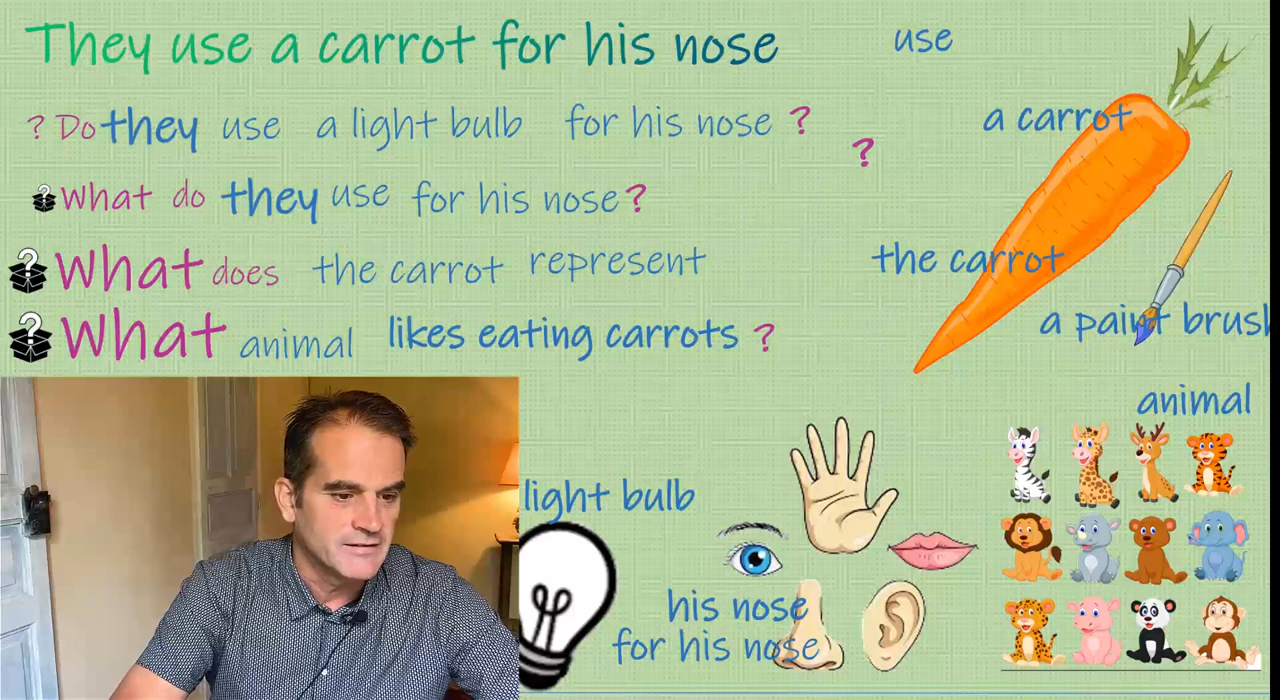 They use a carrot for his nose
use
? Do they use a light bulb for his nose ?
a carrot
?
? What do they use for his nose ?
? What does the carrot represent
the carrot
? What animal likes eating carrots ?
a paint brush
animal
light bulb
his nose
for his nose